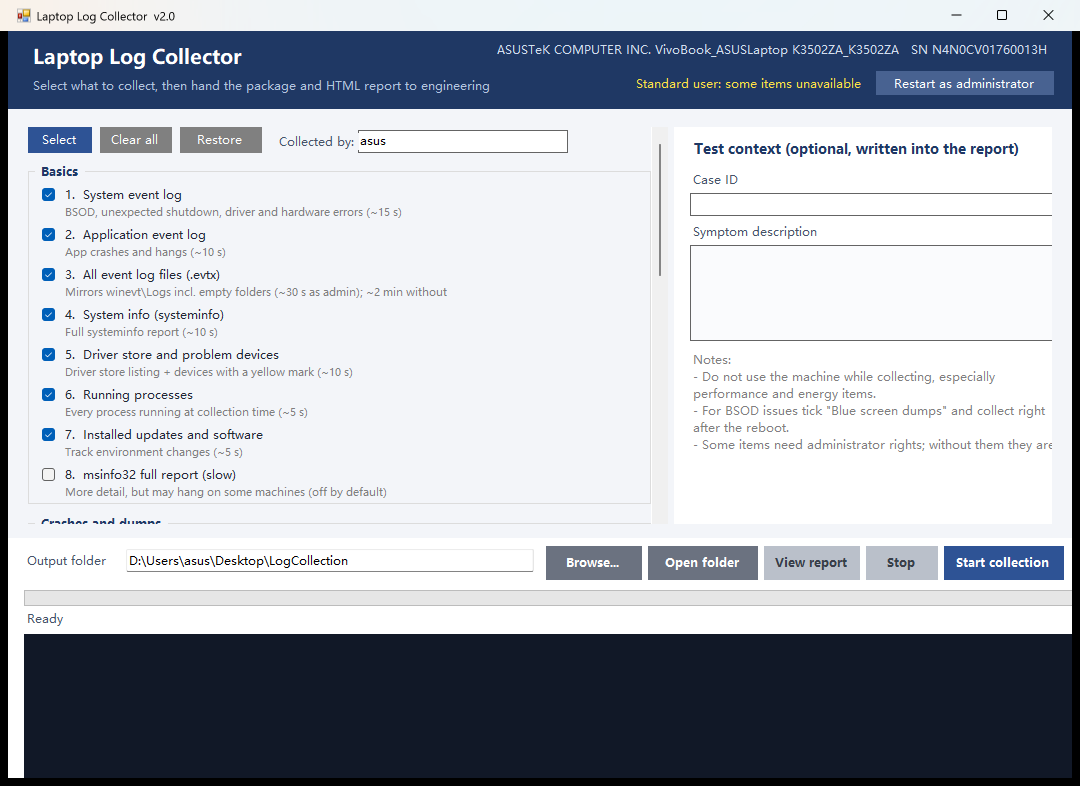 Laptop Log Collector v2.0
Laptop Log Collector
ASUSTeK COMPUTER INC. VivoBook_ASUSLaptop K3502ZA_K3502ZA SN N4N0CV01760013H
Select what to collect, then hand the package and HTML report to engineering
Standard user: some items unavailable
Restart as administrator
Select
Clear all
Restore
Collected by:
asus
Basics
1. System event log
BSOD, unexpected shutdown, driver and hardware errors (~15 s)
2. Application event log
App crashes and hangs (~10 s)
3. All event log files (.evtx)
Mirrors winevt\Logs incl. empty folders (~30 s as admin); ~2 min without
4. System info (systeminfo)
Full systeminfo report (~10 s)
5. Driver store and problem devices
Driver store listing + devices with a yellow mark (~10 s)
6. Running processes
Every process running at collection time (~5 s)
7. Installed updates and software
Track environment changes (~5 s)
8. msinfo32 full report (slow)
More detail, but may hang on some machines (off by default)
Crashes and dumps
Test context (optional, written into the report)
Case ID
Symptom description
Notes:
- Do not use the machine while collecting, especially
performance and energy items.
- For BSOD issues tick "Blue screen dumps" and collect right
after the reboot.
- Some items need administrator rights; without them they are
Output folder
D:\Users\asus\Desktop\LogCollection
Browse...
Open folder
View report
Stop
Start collection
Ready